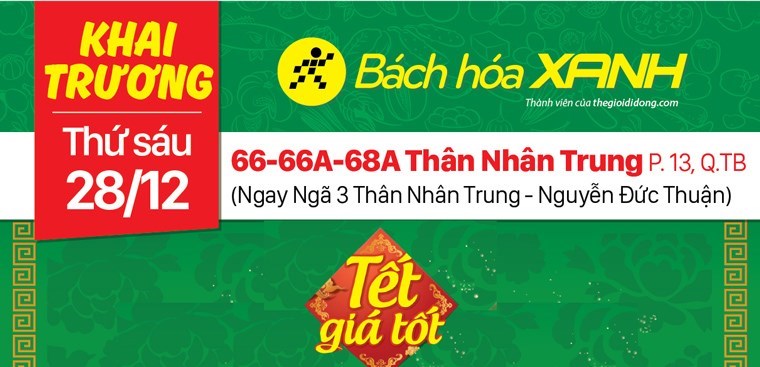 KHAI
TRƯƠNG
Thứ sáu
28/12
Bách hóa XANH
Thành viên của thegioididong.com
66-66A-68A Thân Nhân Trung P. 13, Q.TB
(Ngay Ngã 3 Thân Nhân Trung - Nguyễn Đức Thuận)
Tết
giá tốt